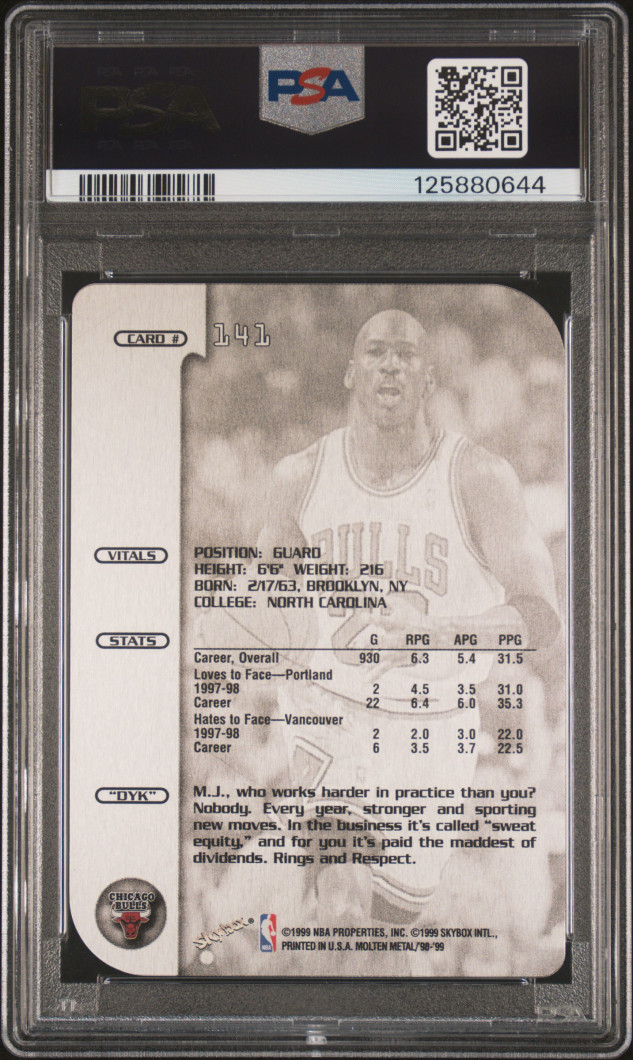 PSA
125880644
CARD #
141
VITALS
POSITION: GUARD
HEIGHT: 6'6" WEIGHT: 216
BORN: 2/17/63, BROOKLYN, NY
COLLEGE: NORTH CAROLINA
BULLS
STATS
G RPG APG PPG
Career, Overall 930 6.3 5.4 31.5
Loves to Face—Portland
1997-98 2 4.5 3.5 31.0
Career 22 6.4 6.0 35.3
Hates to Face—Vancouver
1997-98 2 2.0 3.0 22.0
Career 6 3.5 3.7 22.5
"DYK"
M.J., who works harder in practice than you?
Nobody. Every year, stronger and sporting
new moves. In the business it's called "sweat
equity," and for you it's paid the maddest of
dividends. Rings and Respect.
CHICAGO
BULLS
SkyBox®
NBA
©1999 NBA PROPERTIES, INC. ©1999 SKYBOX INTL.,
PRINTED IN U.S.A. MOLTEN METAL/'98-'99